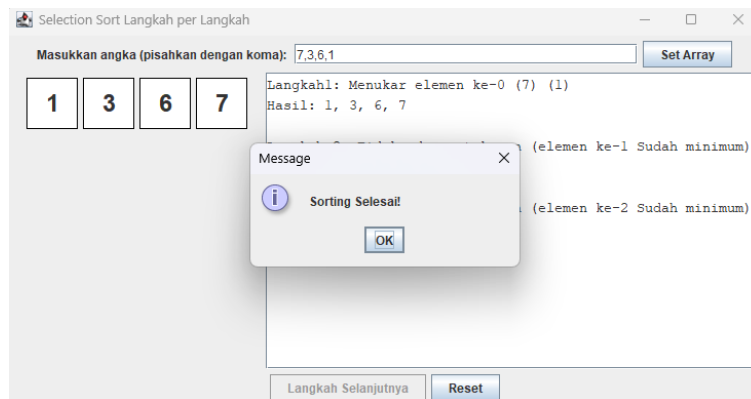 Selection Sort Langkah per Langkah
Masukkan angka (pisahkan dengan koma): 7,3,6,1 Set Array
1 3 6 7
Langkah1: Menukar elemen ke-0 (7) (1)
Hasil: 1, 3, 6, 7
(elemen ke-1 Sudah minimum)
(elemen ke-2 Sudah minimum)
Message
Sorting Selesai!
OK
Langkah Selanjutnya Reset